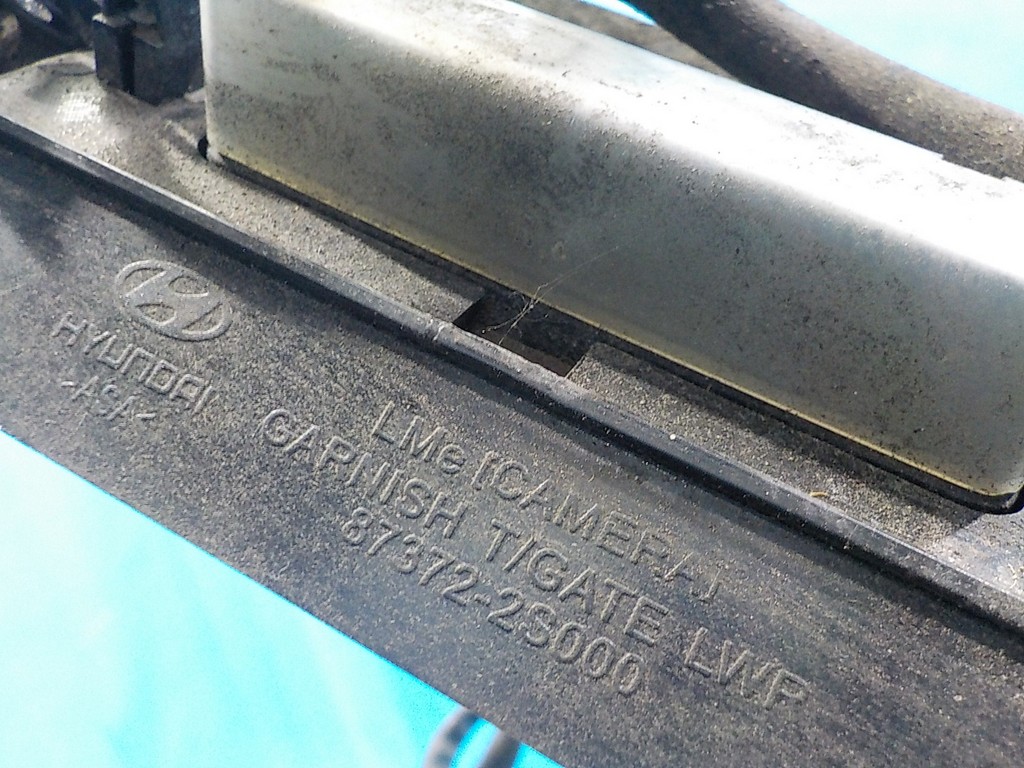 HYUNDAI
>ASA<
LMe [CAMERA]
GARNISH T/GATE LWR
87372-2S000